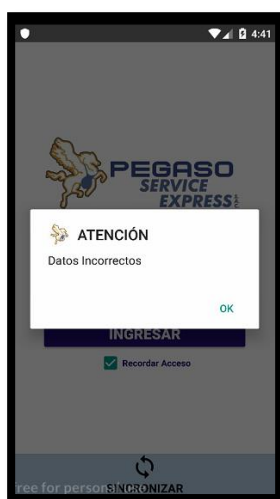 4:41
PEGASO
SERVICE
EXPRESS
ATENCIÓN
Datos Incorrectos
OK
INGRESAR
Recordar Acceso
SINCRONIZAR
ree for person